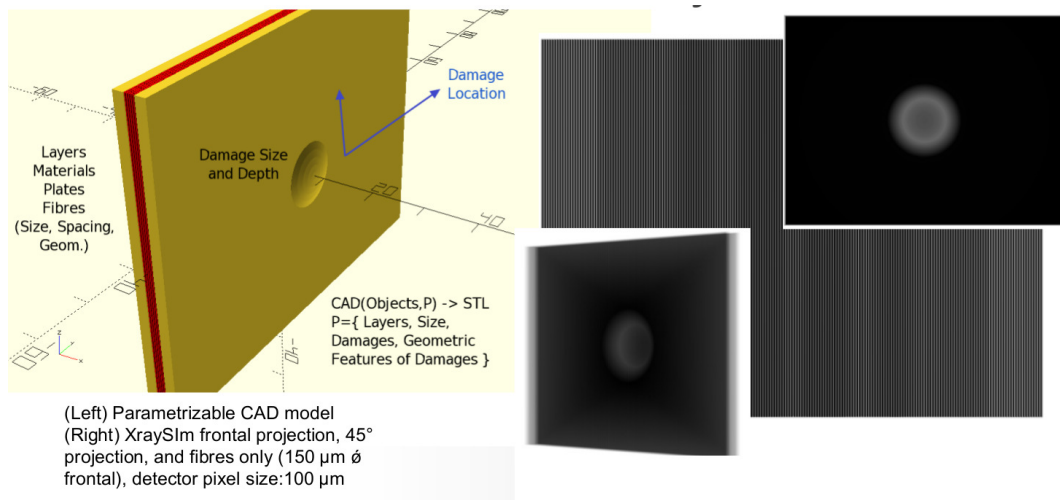 Damage
Location
Layers
Materials
Plates
Fibres
(Size, Spacing,
Geom.)
Damage Size
and Depth
20
40
CAD(Objects,P) -> STL
P={ Layers, Size,
Damages, Geometric
Features of Damages }
z
y
x
(Left) Parametrizable CAD model
(Right) XraySIm frontal projection, 45°
projection, and fibres only (150 µm ǿ
frontal), detector pixel size:100 µm